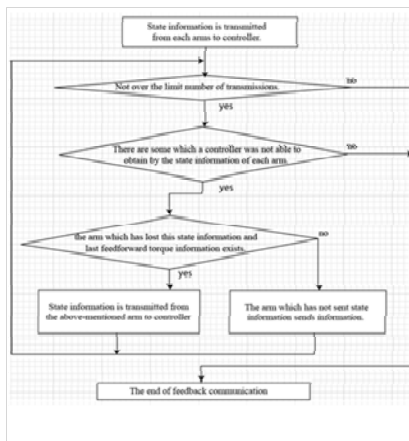 State information is transmitted
from each arms to controller.
Not over the limit number of transmissions.
no
yes
There are some which a controller was not able to
obtain by the state information of each arm.
no
yes
the arm which has lost this state information and
last feedforward torque information exists.
no
yes
State information is transmitted from
the above-mentioned arm to controller
The arm which has not sent state
information sends information.
The end of feedback communication